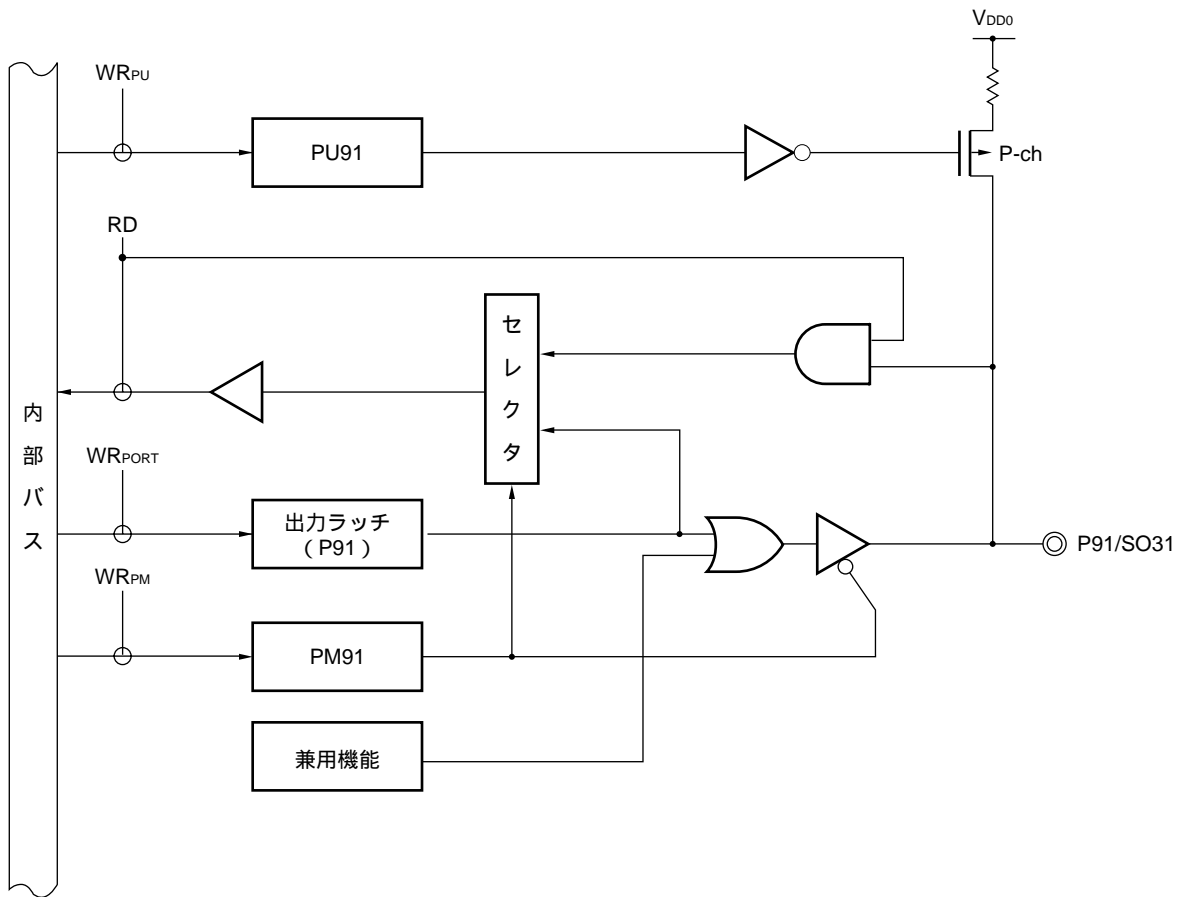 VDD0
WRPU
PU91
P-ch
RD
セレクタ
内部バス
WRPORT
出力ラッチ
（P91）
P91/SO31
WRPM
PM91
兼用機能